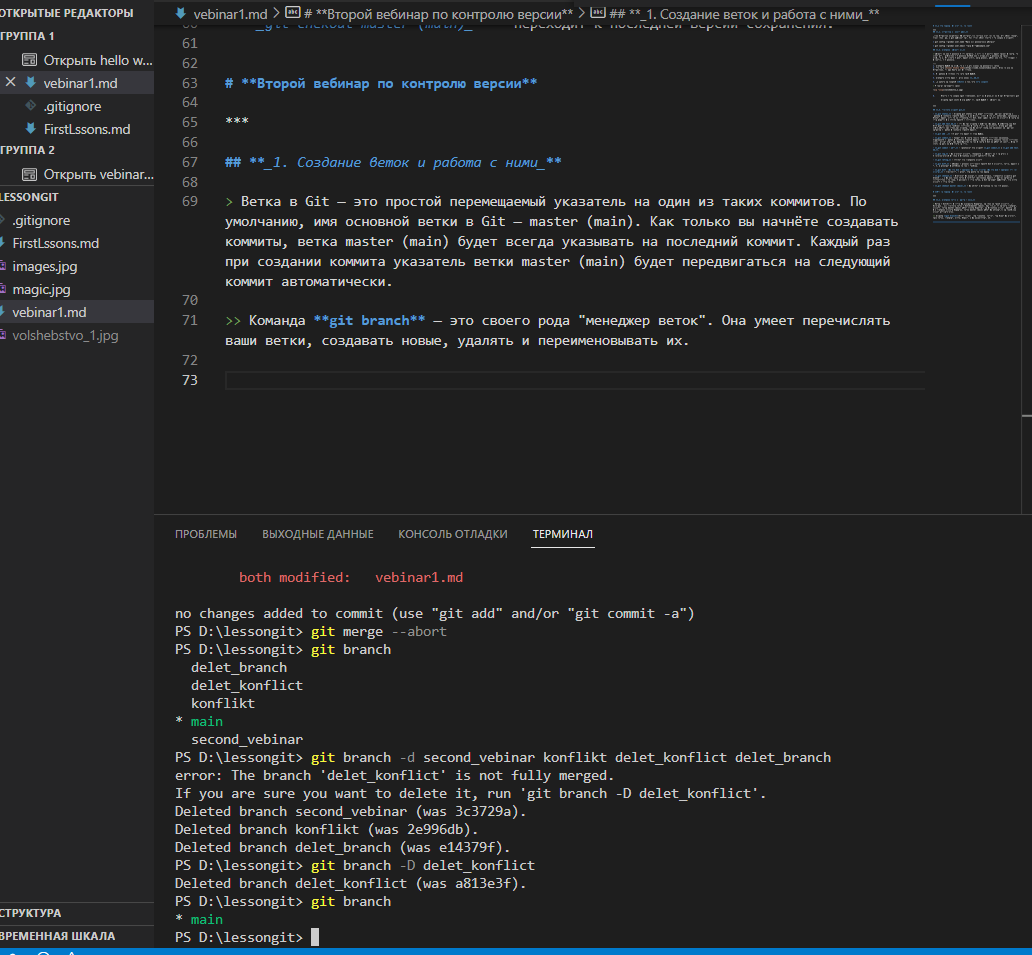 ОТКРЫТЫЕ РЕДАКТОРЫ
ГРУППА 1
Открыть hello w...
vebinar1.md
.gitignore
FirstLssons.md
ГРУППА 2
Открыть vebinar...
LESSONGIT
.gitignore
FirstLssons.md
images.jpg
magic.jpg
vebinar1.md
volshebstvo_1.jpg
СТРУКТУРА
ВРЕМЕННАЯ ШКАЛА
vebinar1.md > # **Второй вебинар по контролю версии** > ## **_1. Создание веток и работа с ними_**
61
62
63 # **Второй вебинар по контролю версии**
64
65 ***
66
67 ## **_1. Создание веток и работа с ними_**
68
69 > Ветка в Git — это простой перемещаемый указатель на один из таких коммитов. По
умолчанию, имя основной ветки в Git — master (main). Как только вы начнёте создавать
коммиты, ветка master (main) будет всегда указывать на последний коммит. Каждый раз
при создании коммита указатель ветки master (main) будет передвигаться на следующий
коммит автоматически.
70
71 >> Команда **git branch** — это своего рода "менеджер веток". Она умеет перечислять
ваши ветки, создавать новые, удалять и переименовывать их.
72
73
ПРОБЛЕМЫ ВЫХОДНЫЕ ДАННЫЕ КОНСОЛЬ ОТЛАДКИ ТЕРМИНАЛ
both modified: vebinar1.md
no changes added to commit (use "git add" and/or "git commit -a")
PS D:\lessongit> git merge --abort
PS D:\lessongit> git branch
delet_branch
delet_konflict
konflikt
* main
second_vebinar
PS D:\lessongit> git branch -d second_vebinar konflikt delet_konflict delet_branch
error: The branch 'delet_konflict' is not fully merged.
If you are sure you want to delete it, run 'git branch -D delet_konflict'.
Deleted branch second_vebinar (was 3c3729a).
Deleted branch konflikt (was 2e996db).
Deleted branch delet_branch (was e14379f).
PS D:\lessongit> git branch -D delet_konflict
Deleted branch delet_konflict (was a813e3f).
PS D:\lessongit> git branch
* main
PS D:\lessongit>